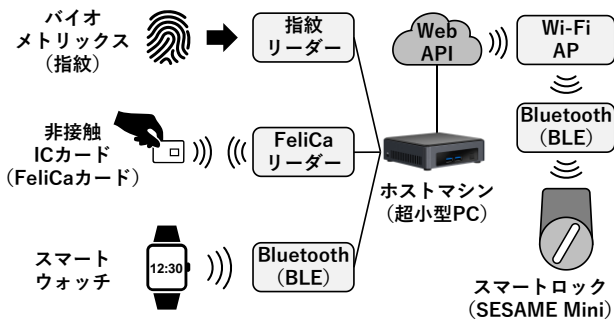 バイオ
メトリックス
(指紋)
指紋
リーダー
Web
API
Wi-Fi
AP
非接触
ICカード
(FeliCaカード)
FeliCa
リーダー
ホストマシン
(超小型PC)
Bluetooth
(BLE)
スマート
ウォッチ
12:30
Bluetooth
(BLE)
スマートロック
(SESAME Mini)